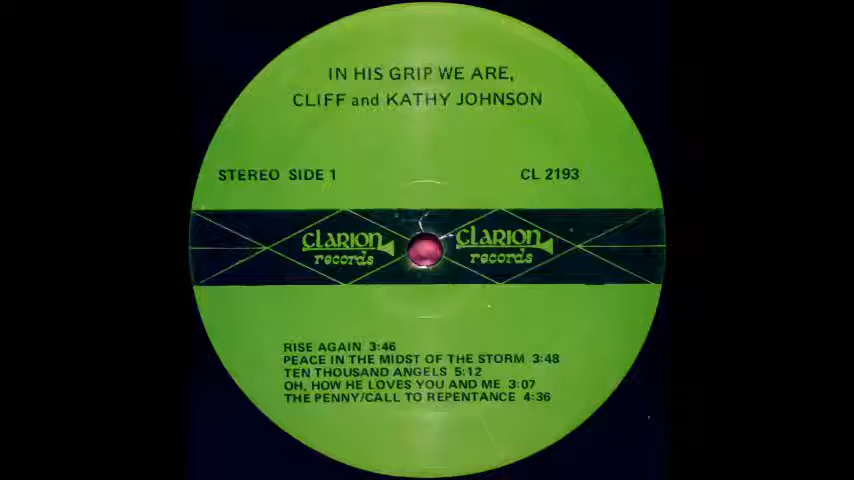 IN HIS GRIP WE ARE,
CLIFF and KATHY JOHNSON
STEREO SIDE 1
CL 2193
CLARION records
CLARION records
RISE AGAIN 3:46
PEACE IN THE MIDST OF THE STORM 3:48
TEN THOUSAND ANGELS 5:12
OH, HOW HE LOVES YOU AND ME 3:07
THE PENNY/CALL TO REPENTANCE 4:36